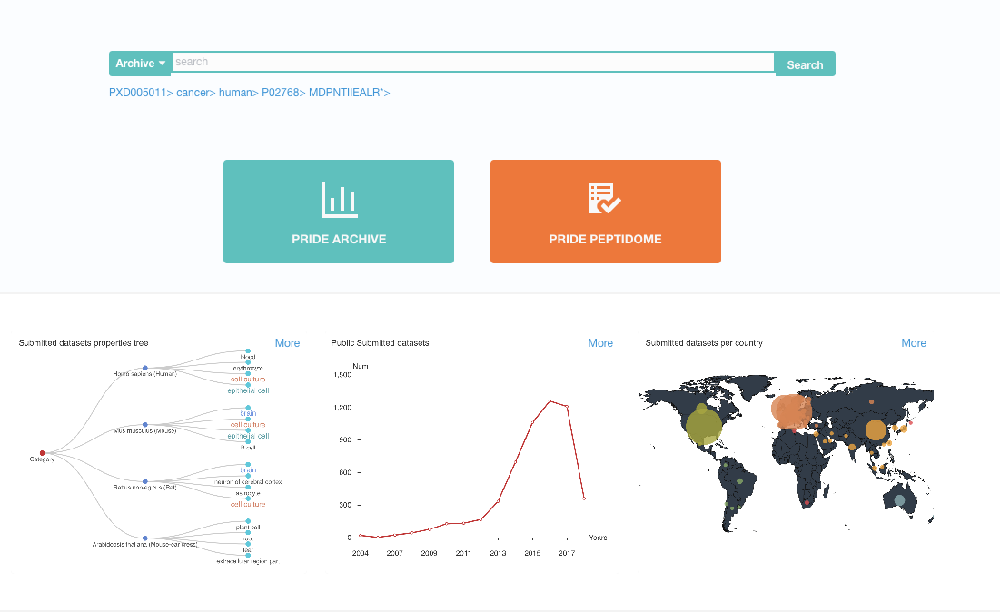 Archive
search
Search
PXD005011> cancer> human> P02768> MDPNTIIEALR*>
PRIDE ARCHIVE
PRIDE PEPTIDOME
Submitted datasets properties tree
More
blood
erythrocyte
Homo sapiens (Human)
cell culture
epithelial cell
brain
cell culture
Mus musculus (Mouse)
epithelial cell
B cell
Category
brain
neuron of cerebral cortex
Rattus norvegicus (Rat)
astrocyte
cell culture
plant cell
root
Arabidopsis thaliana (Mouse-ear cress)
leaf
extracellular region par
Public Submitted datasets
More
Num
1,500
1,200
900
600
300
0
Years
2004 2007 2009 2011 2013 2015 2017
Submitted datasets per country
More